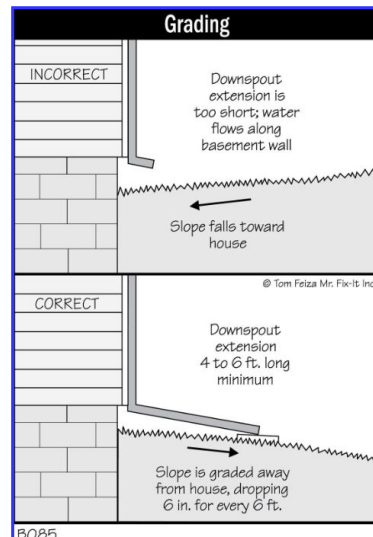 Grading
INCORRECT
Downspout
extension is
too short; water
flows along
basement wall
Slope falls toward
house
© Tom Feiza Mr. Fix-It Inc
CORRECT
Downspout
extension
4 to 6 ft. long
minimum
Slope is graded away
from house, dropping
6 in. for every 6 ft.
B085